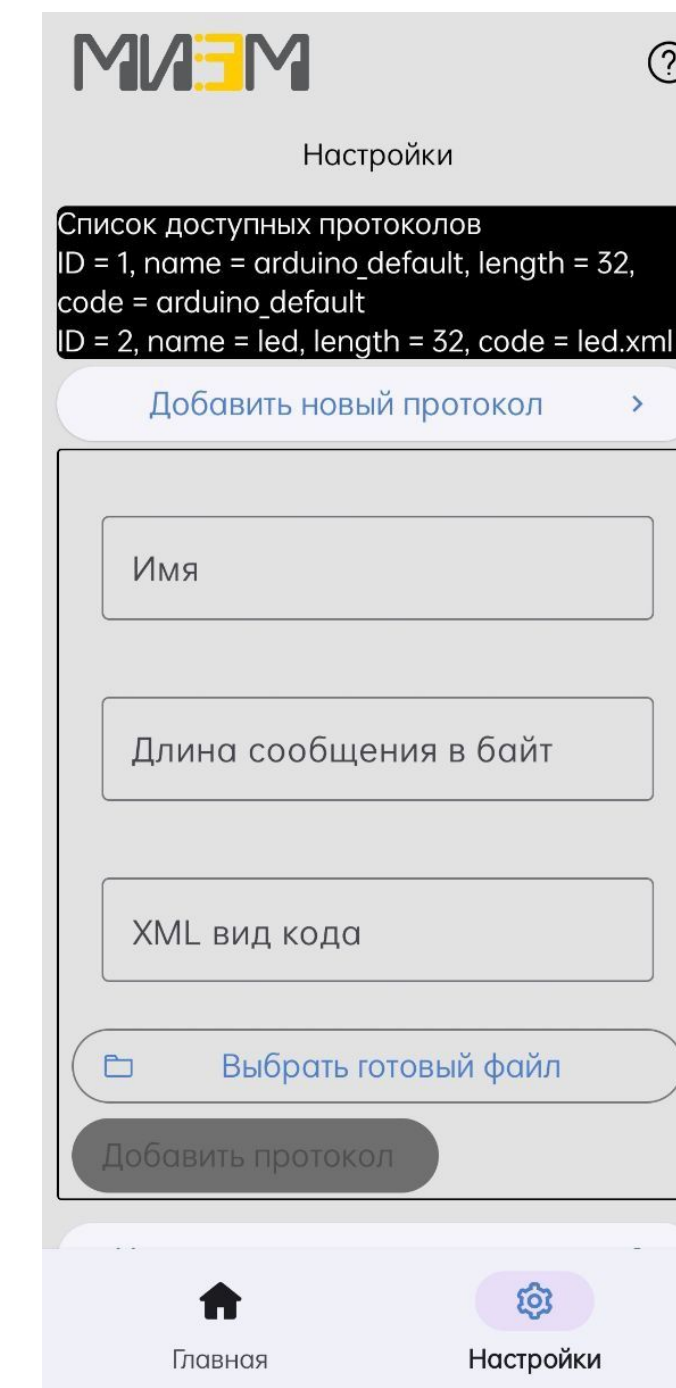 МИЭМ
?
Настройки
Список доступных протоколов
ID = 1, name = arduino_default, length = 32,
code = arduino_default
ID = 2, name = led, length = 32, code = led.xml
Добавить новый протокол
Имя
Длина сообщения в байт
XML вид кода
Выбрать готовый файл
Добавить протокол
Главная
Настройки